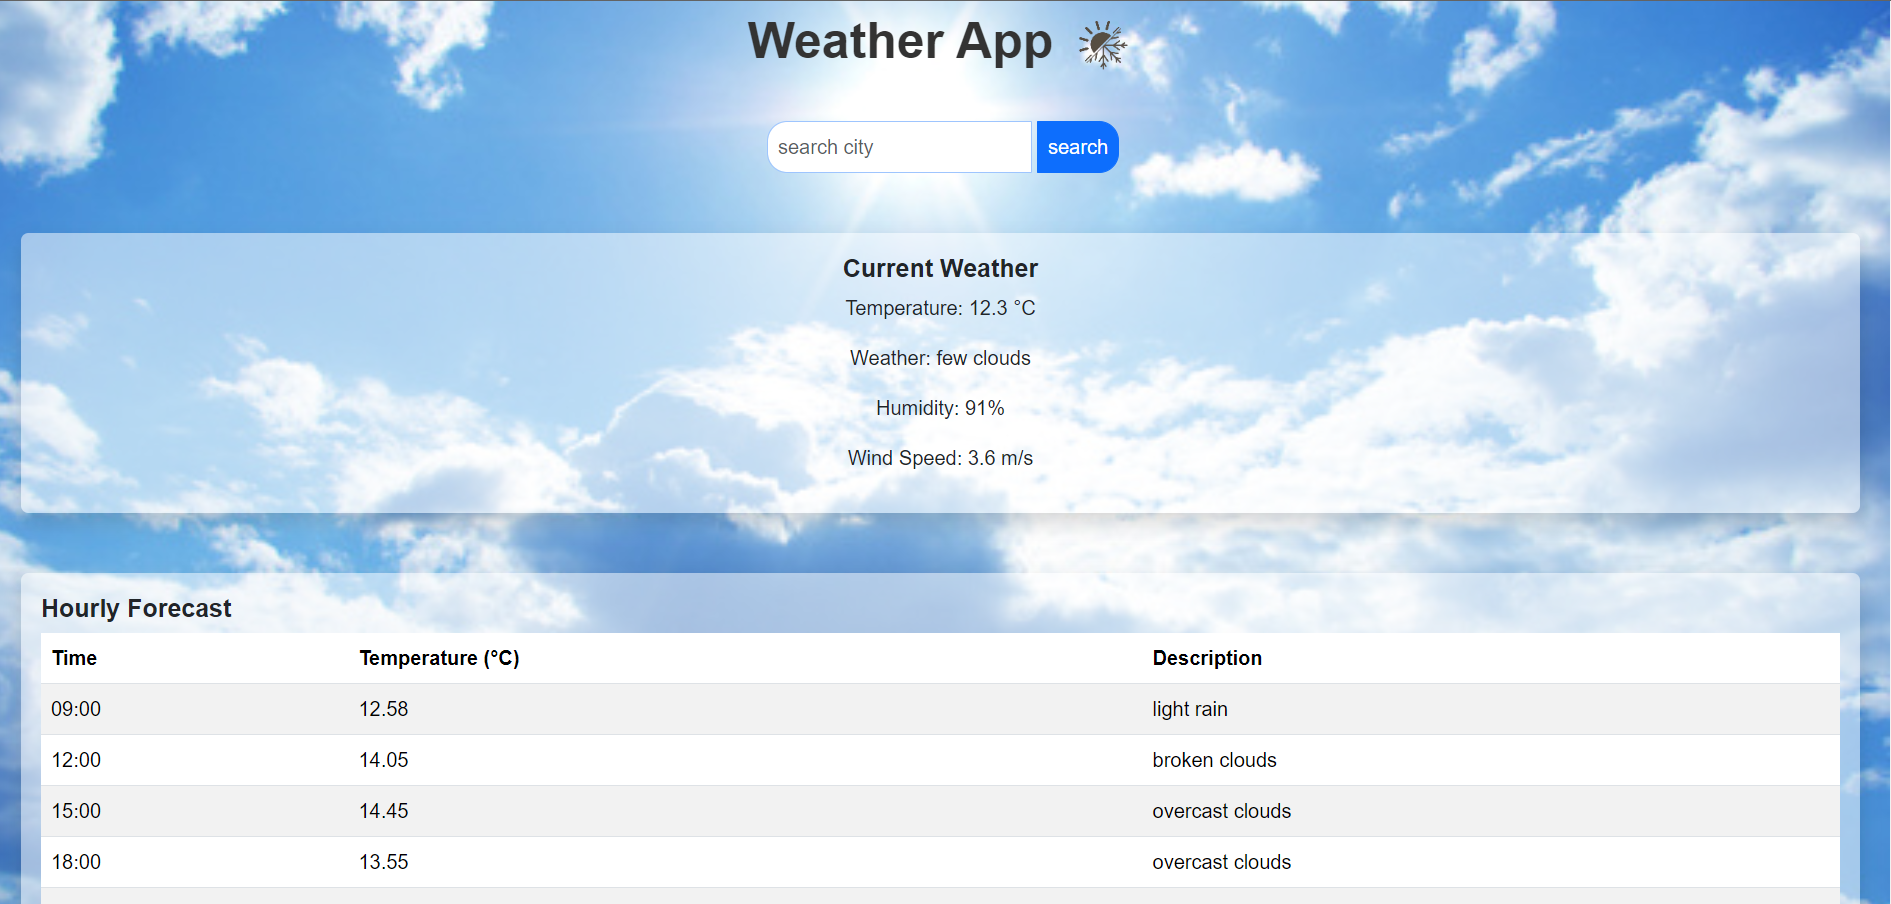 Weather App
search city search
Current Weather
Temperature: 12.3 °C
Weather: few clouds
Humidity: 91%
Wind Speed: 3.6 m/s
Hourly Forecast
Time Temperature (°C) Description
09:00 12.58 light rain
12:00 14.05 broken clouds
15:00 14.45 overcast clouds
18:00 13.55 overcast clouds